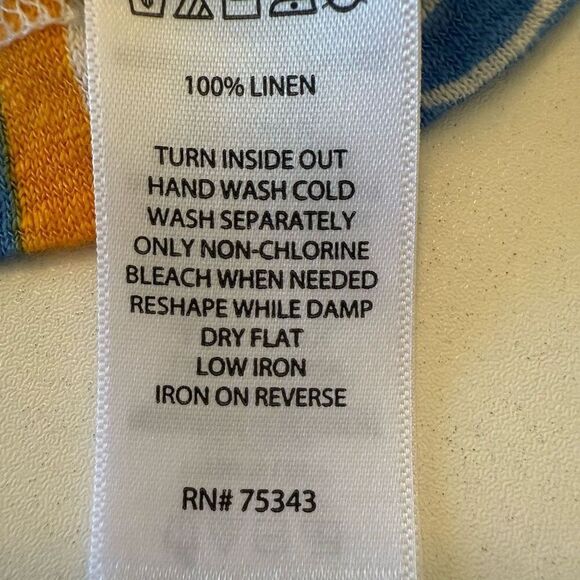 100% LINEN
TURN INSIDE OUT
HAND WASH COLD
WASH SEPARATELY
ONLY NON-CHLORINE
BLEACH WHEN NEEDED
RESHAPE WHILE DAMP
DRY FLAT
LOW IRON
IRON ON REVERSE
RN# 75343